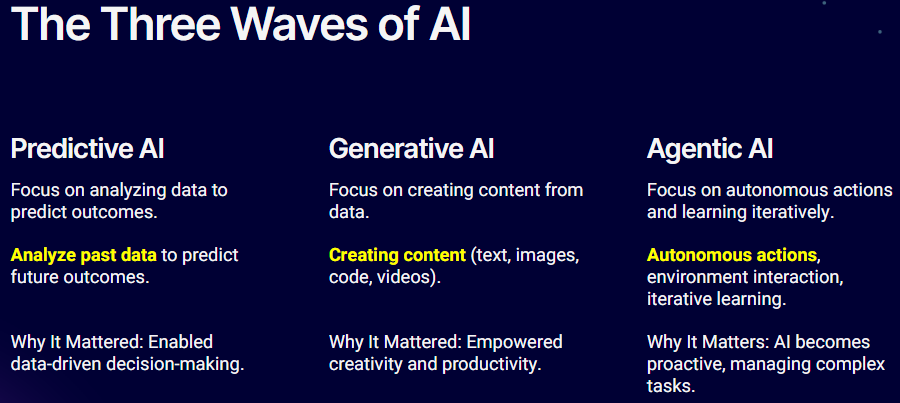 The Three Waves of AI
Predictive AI
Focus on analyzing data to
predict outcomes.
Analyze past data to predict
future outcomes.
Why It Mattered: Enabled
data-driven decision-making.
Generative AI
Focus on creating content from
data.
Creating content (text, images,
code, videos).
Why It Mattered: Empowered
creativity and productivity.
Agentic AI
Focus on autonomous actions
and learning iteratively.
Autonomous actions,
environment interaction,
iterative learning.
Why It Matters: AI becomes
proactive, managing complex
tasks.